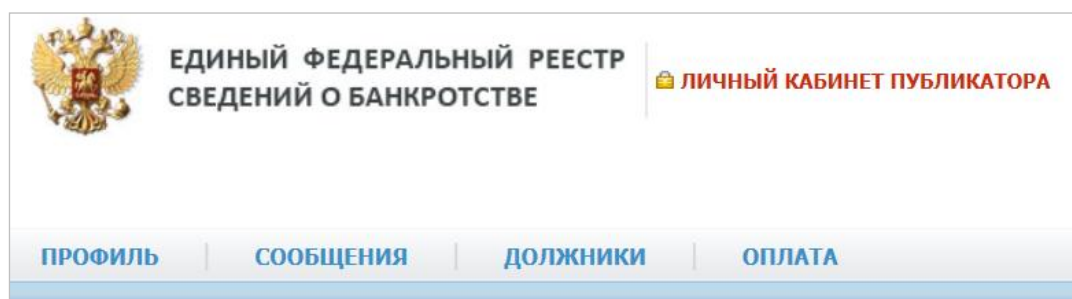 ЕДИНЫЙ ФЕДЕРАЛЬНЫЙ РЕЕСТР
СВЕДЕНИЙ О БАНКРОТСТВЕ
ЛИЧНЫЙ КАБИНЕТ ПУБЛИКАТОРА
ПРОФИЛЬ СООБЩЕНИЯ ДОЛЖНИКИ ОПЛАТА